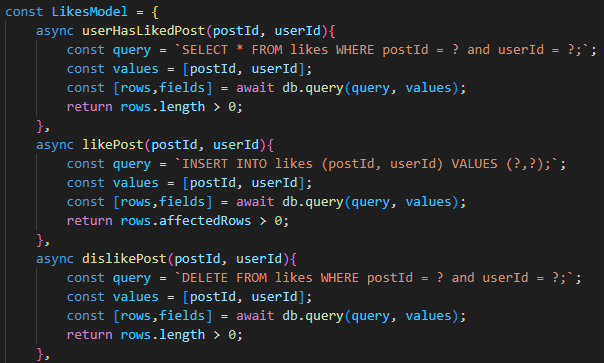 const LikesModel = {
    async userHasLikedPost(postId, userId){
        const query = `SELECT * FROM likes WHERE postId = ? and userId = ?;`;
        const values = [postId, userId];
        const [rows,fields] = await db.query(query, values);
        return rows.length > 0;
    },
    async likePost(postId, userId){
        const query = `INSERT INTO likes (postId, userId) VALUES (?,?);`;
        const values = [postId, userId];
        const [rows,fields] = await db.query(query, values);
        return rows.affectedRows > 0;
    },
    async dislikePost(postId, userId){
        const query = `DELETE FROM likes WHERE postId = ? and userId = ?;`;
        const values = [postId, userId];
        const [rows,fields] = await db.query(query, values);
        return rows.length > 0;
    },